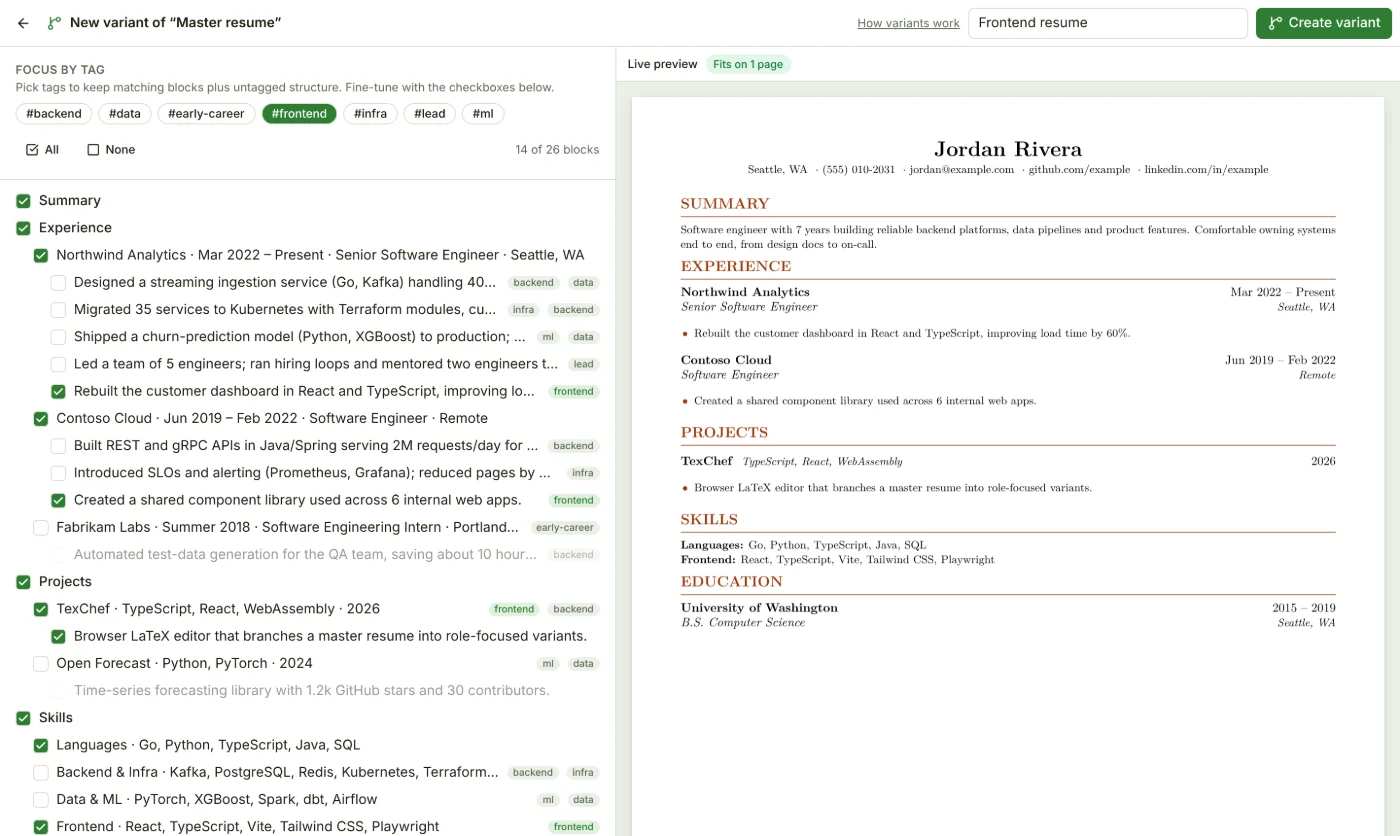 New variant of “Master resume”
How variants work
Frontend resume
Create variant
FOCUS BY TAG
Pick tags to keep matching blocks plus untagged structure. Fine-tune with the checkboxes below.
#backend #data #early-career #frontend #infra #lead #ml
All None 14 of 26 blocks
Summary
Experience
Northwind Analytics · Mar 2022 – Present · Senior Software Engineer · Seattle, WA
Designed a streaming ingestion service (Go, Kafka) handling 40... backend data
Migrated 35 services to Kubernetes with Terraform modules, cu... infra backend
Shipped a churn-prediction model (Python, XGBoost) to production; ... ml data
Led a team of 5 engineers; ran hiring loops and mentored two engineers t... lead
Rebuilt the customer dashboard in React and TypeScript, improving lo... frontend
Contoso Cloud · Jun 2019 – Feb 2022 · Software Engineer · Remote
Built REST and gRPC APIs in Java/Spring serving 2M requests/day for ... backend
Introduced SLOs and alerting (Prometheus, Grafana); reduced pages by ... infra
Created a shared component library used across 6 internal web apps. frontend
Fabrikam Labs · Summer 2018 · Software Engineering Intern · Portland... early-career
Automated test-data generation for the QA team, saving about 10 hour... backend
Projects
TexChef · TypeScript, React, WebAssembly · 2026 frontend backend
Browser LaTeX editor that branches a master resume into role-focused variants.
Open Forecast · Python, PyTorch · 2024 ml data
Time-series forecasting library with 1.2k GitHub stars and 30 contributors.
Skills
Languages · Go, Python, TypeScript, Java, SQL
Backend & Infra · Kafka, PostgreSQL, Redis, Kubernetes, Terraform... backend infra
Data & ML · PyTorch, XGBoost, Spark, dbt, Airflow ml data
Frontend · React, TypeScript, Vite, Tailwind CSS, Playwright frontend
Live preview Fits on 1 page
Jordan Rivera
Seattle, WA · (555) 010-2031 · jordan@example.com · github.com/example · linkedin.com/in/example
SUMMARY
Software engineer with 7 years building reliable backend platforms, data pipelines and product features. Comfortable owning systems
end to end, from design docs to on-call.
EXPERIENCE
Northwind Analytics Mar 2022 – Present
Senior Software Engineer Seattle, WA
• Rebuilt the customer dashboard in React and TypeScript, improving load time by 60%.
Contoso Cloud Jun 2019 – Feb 2022
Software Engineer Remote
• Created a shared component library used across 6 internal web apps.
PROJECTS
TexChef TypeScript, React, WebAssembly 2026
• Browser LaTeX editor that branches a master resume into role-focused variants.
SKILLS
Languages: Go, Python, TypeScript, Java, SQL
Frontend: React, TypeScript, Vite, Tailwind CSS, Playwright
EDUCATION
University of Washington 2015 – 2019
B.S. Computer Science Seattle, WA